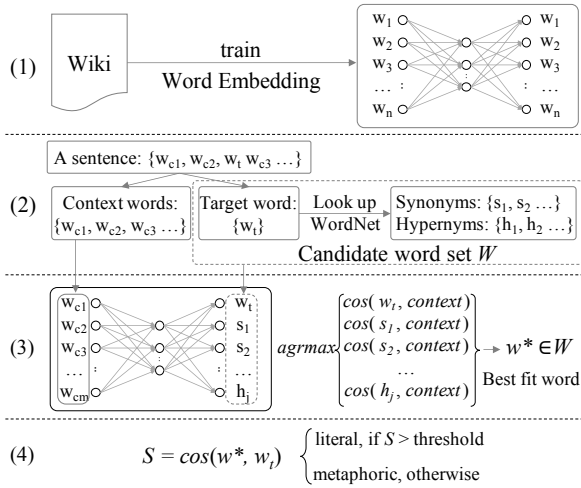 (1)
Wiki
train
Word Embedding
w1 w1
w2 w2
w3 w3
… : : …
wn wn
(2)
A sentence: {wc1, wc2, wt wc3 …}
Context words:
{wc1, wc2, wc3 …}
Target word:
{wt}
Look up
WordNet
Synonyms: {s1, s2 …}
Hypernyms: {h1, h2 …}
Candidate word set W
(3)
wc1 wt
wc2 s1
wc3 s2
… : : …
wcm hj
agrmax
cos( wt , context)
cos( s1 , context)
cos( s2 , context)
…
cos( hj , context)
w* ∈ W
Best fit word
(4)
S = cos(w*, wt)
literal, if S > threshold
metaphoric, otherwise